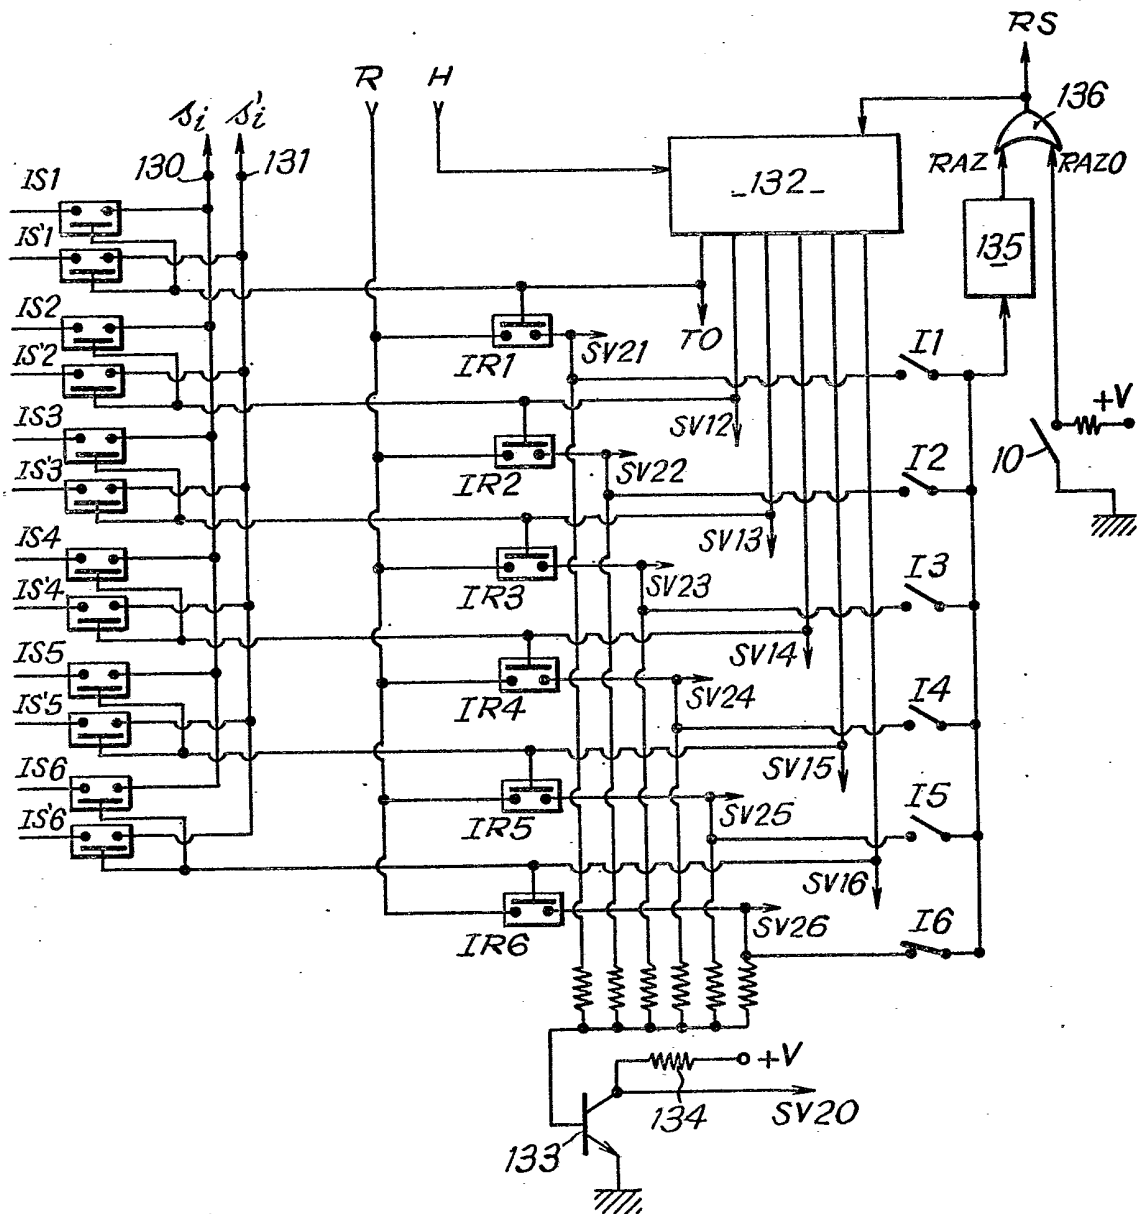 RS
R H
si s'i
136
130 131
IS1
132
RAZ RAZ0
IS'1
135
IS2
T0
IR1 SV21
I1
IS'2
+V
IS3
SV12
10
IR2 SV22
I2
IS'3
SV13
IS4
IR3 SV23
I3
IS'4
SV14
IS5
IR4 SV24
I4
IS'5
SV15
IS6
IR5 SV25
I5
IS'6
SV16
IR6 SV26
I6
+V
134 SV20
133